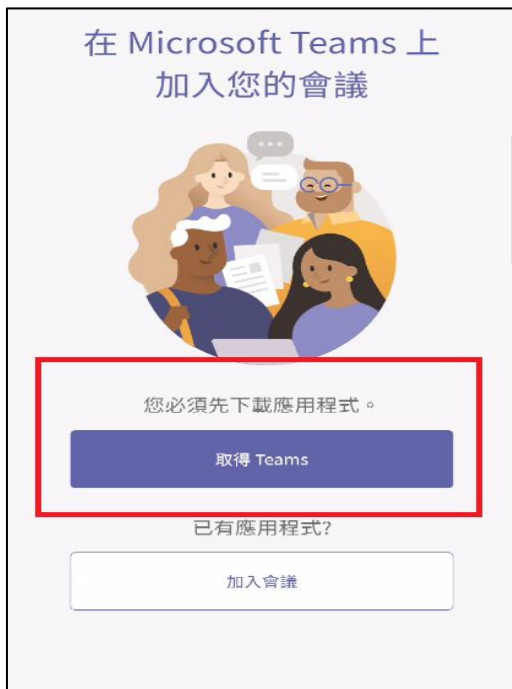 在 Microsoft Teams 上
加入您的會議
您必須先下載應用程式。
取得 Teams
已有應用程式?
加入會議